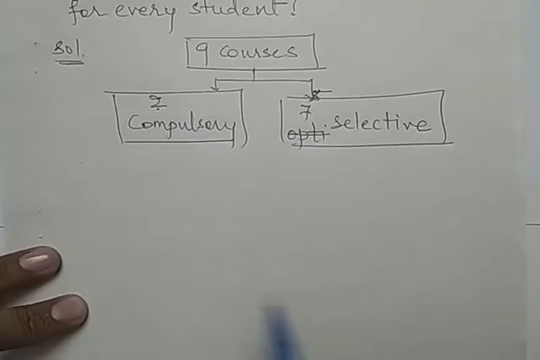 for every student?
Sol.
9 courses
2
Compulsory
7
opti selective